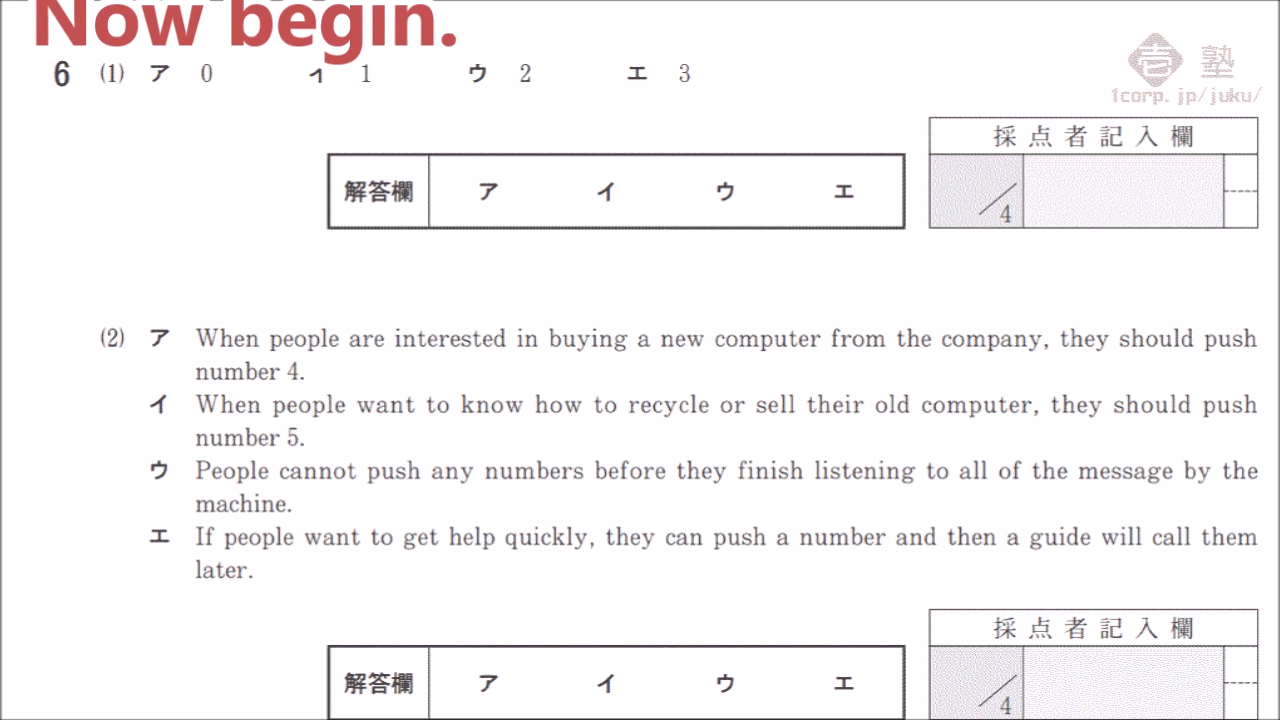 Now begin.
6 (1) ア 0 イ 1 ウ 2 エ 3
壱 塾
1corp.jp/juku/
採点者記入欄
解答欄 ア イ ウ エ
/4
(2) ア When people are interested in buying a new computer from the company, they should push
number 4.
イ When people want to know how to recycle or sell their old computer, they should push
number 5.
ウ People cannot push any numbers before they finish listening to all of the message by the
machine.
エ If people want to get help quickly, they can push a number and then a guide will call them
later.
採点者記入欄
解答欄 ア イ ウ エ
/4